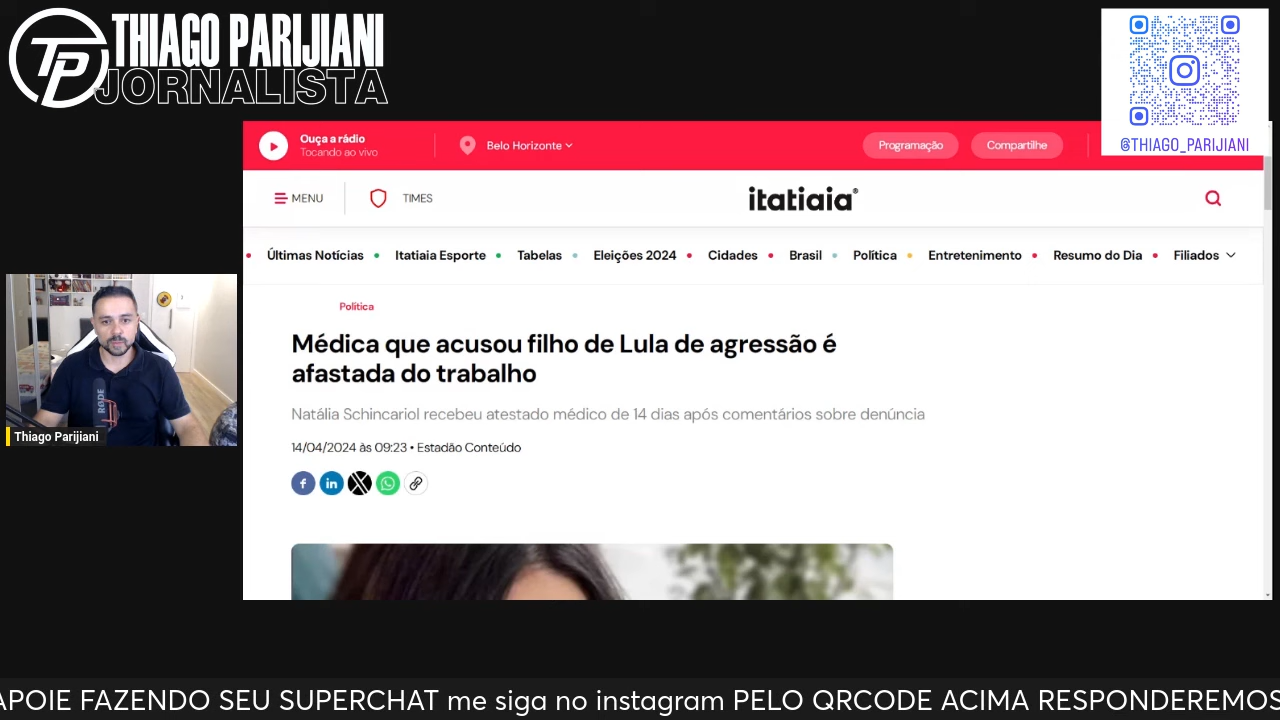 TP
THIAGO PARIJIANI
JORNALISTA
@THIAGO_PARIJIANI
Ouça a rádio
Tocando ao vivo
Belo Horizonte
Programação
Compartilhe
MENU
TIMES
itatiaia®
Últimas Notícias • Itatiaia Esporte • Tabelas • Eleições 2024 • Cidades • Brasil • Política • Entretenimento • Resumo do Dia • Filiados
Política
Médica que acusou filho de Lula de agressão é
afastada do trabalho
Natália Schincariol recebeu atestado médico de 14 dias após comentários sobre denúncia
14/04/2024 às 09:23 • Estadão Conteúdo
RODE
Thiago Parijiani
APOIE FAZENDO SEU SUPERCHAT me siga no instagram PELO QRCODE ACIMA RESPONDEREMOS